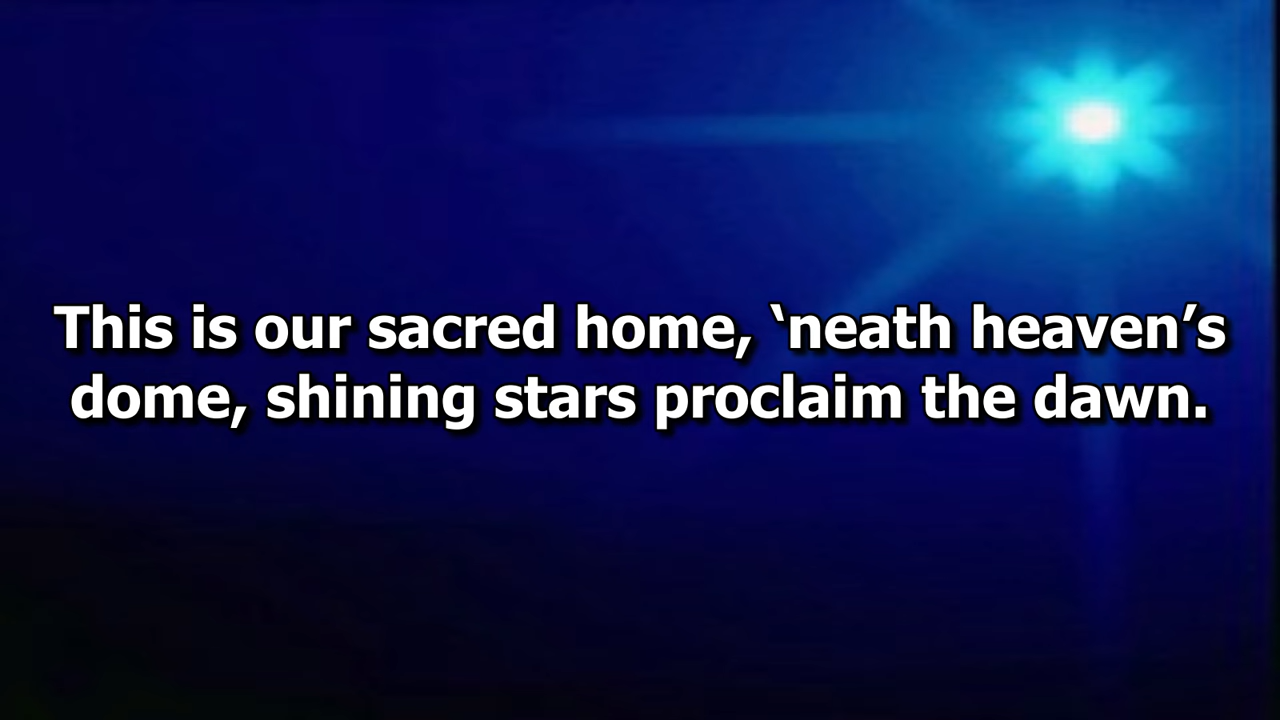 This is our sacred home, ‘neath heaven’s
dome, shining stars proclaim the dawn.